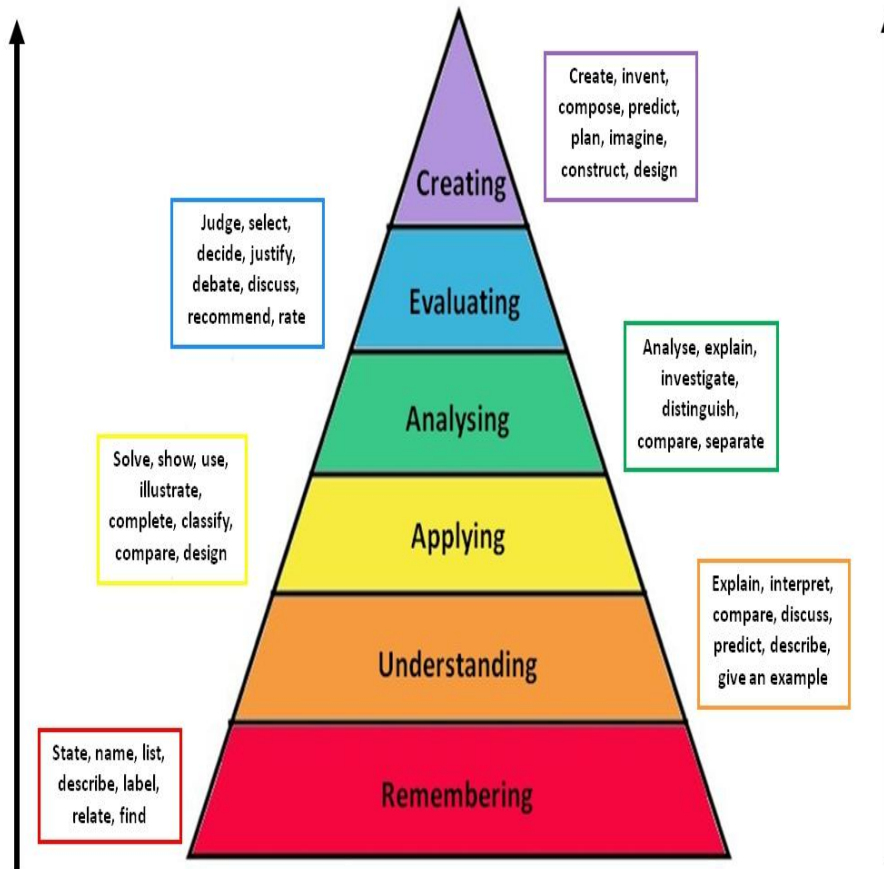 Create, invent,
compose, predict,
plan, imagine,
construct, design
Creating
Judge, select,
decide, justify,
debate, discuss,
recommend, rate
Evaluating
Analyse, explain,
investigate,
distinguish,
compare, separate
Analysing
Solve, show, use,
illustrate,
complete, classify,
compare, design
Applying
Explain, interpret,
compare, discuss,
predict, describe,
give an example
Understanding
State, name, list,
describe, label,
relate, find
Remembering